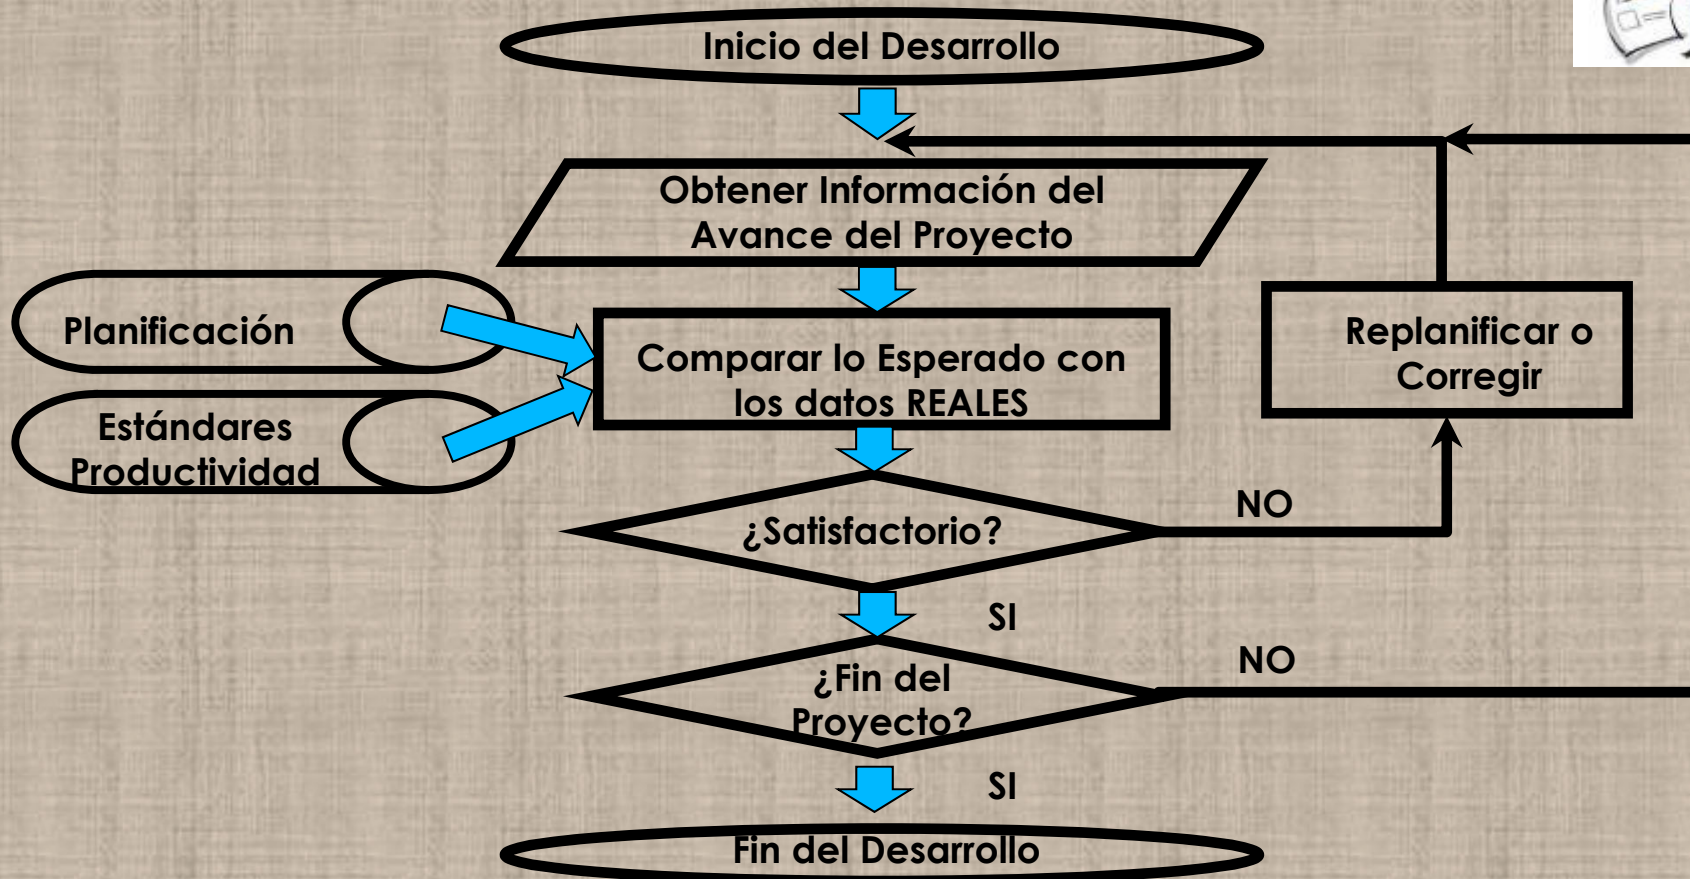 Inicio del Desarrollo
Obtener Información del
Avance del Proyecto
Planificación
Comparar lo Esperado con
los datos REALES
Replanificar o
Corregir
Estándares
Productividad
¿Satisfactorio?
NO
SI
¿Fin del
Proyecto?
NO
SI
Fin del Desarrollo